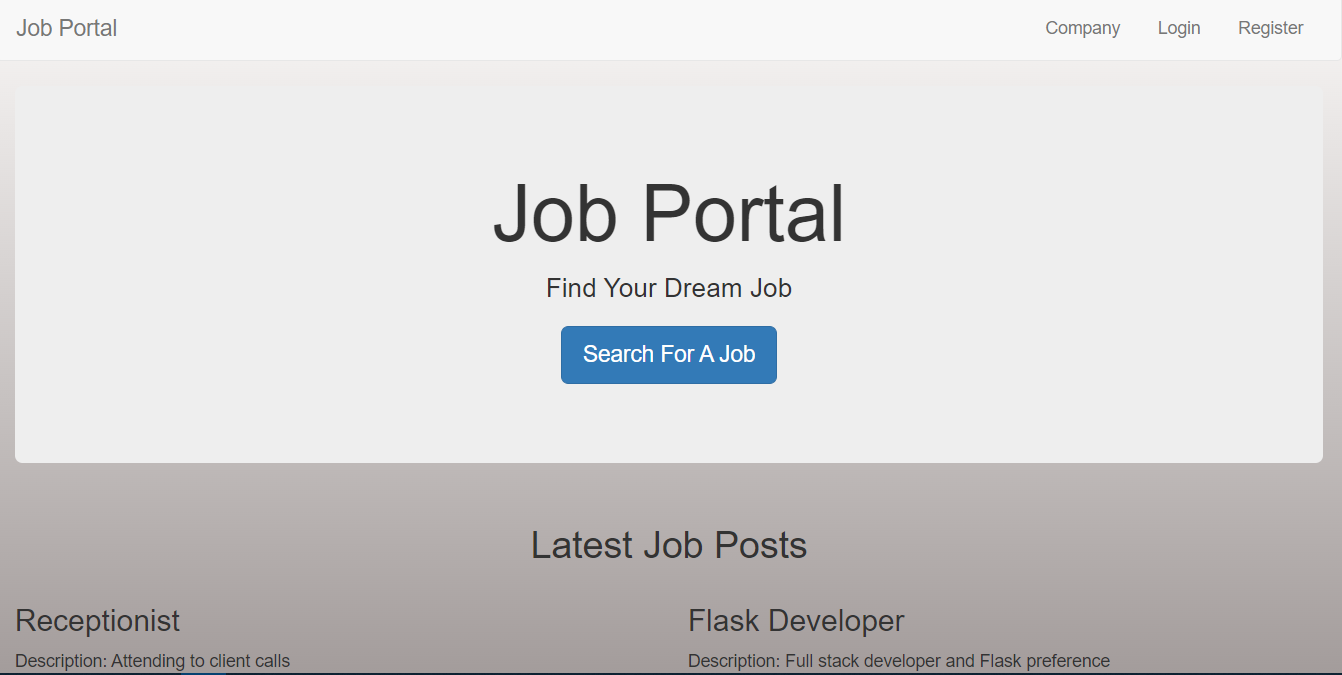 Job Portal
Company Login Register
Job Portal
Find Your Dream Job
Search For A Job
Latest Job Posts
Receptionist
Description: Attending to client calls
Flask Developer
Description: Full stack developer and Flask preference